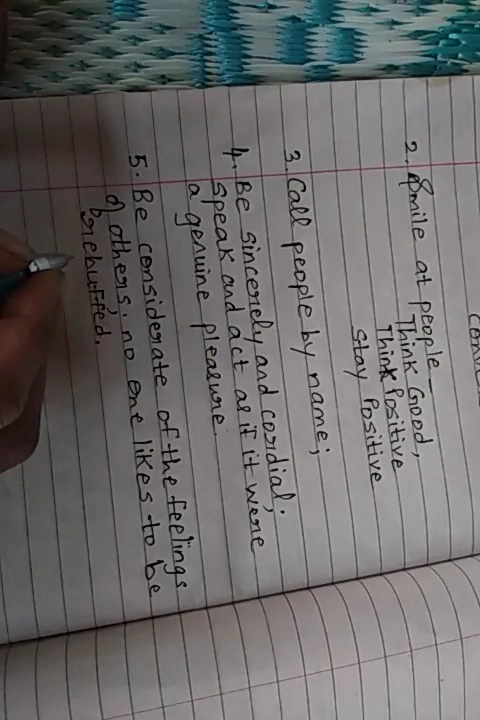 2. Smile at people—
Think Good,
Think Positive
Stay Positive
3. Call people by name;
4. Be sincerely and cordial;
speak and act as if it were
a genuine pleasure.
5. Be considerate of the feelings
of others, no one likes to be
rebuffed.